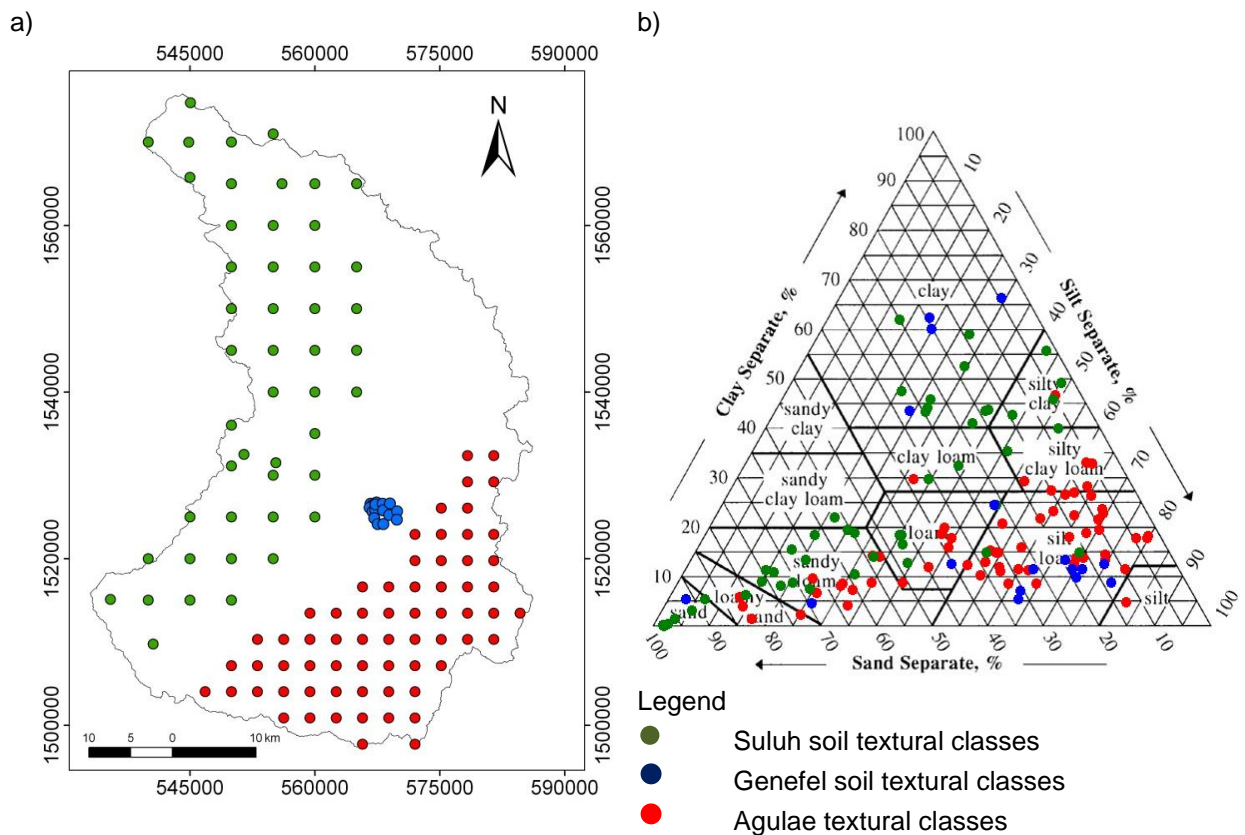 a)
545000 560000 575000 590000
N
1560000 1560000
1540000 1540000
1520000 1520000
1500000 1500000
10 5 0 10 km
545000 560000 575000 590000
b)
100
90 10
80 20
70 30
clay
60 40
50 50
silty
clay
sandy
clay
40 60
clay loam
silty
clay loam
30 70
sandy
clay loam
20 80
loam
silt
loam
sandy
loam
10 90
loamy
sand
sand
silt
100 90 80 70 60 50 40 30 20 10 100
Clay Separate, %
Silt Separate, %
Sand Separate, %
Legend
Suluh soil textural classes
Genefel soil textural classes
Agulae textural classes